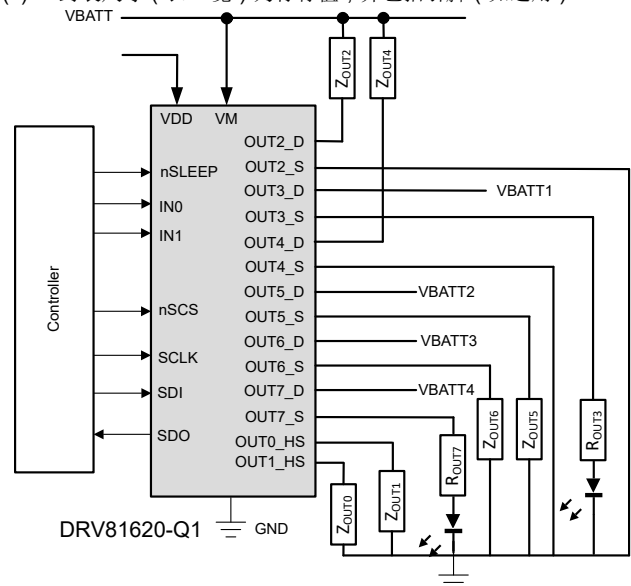 VBATT
VDD
VM
ZOUT2
ZOUT4
Controller
nSLEEP
IN0
IN1
nSCS
SCLK
SDI
SDO
OUT2_D
OUT2_S
OUT3_D
OUT3_S
OUT4_D
OUT4_S
OUT5_D
OUT5_S
OUT6_D
OUT6_S
OUT7_D
OUT7_S
OUT0_HS
OUT1_HS
VBATT1
VBATT2
VBATT3
VBATT4
ZOUT0
ZOUT1
ROUT7
ZOUT6
ZOUT5
ROUT3
DRV81620-Q1
GND